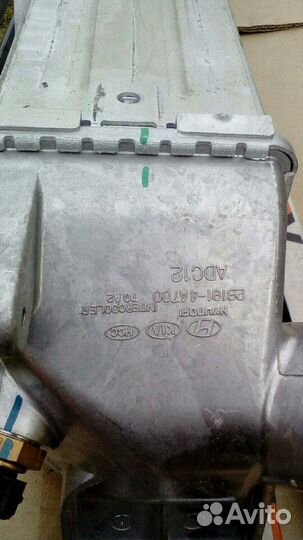 ADC12
28191-4A700 TQA2
HYUNDAI INTERCOOLER
KIA HCC
Avito